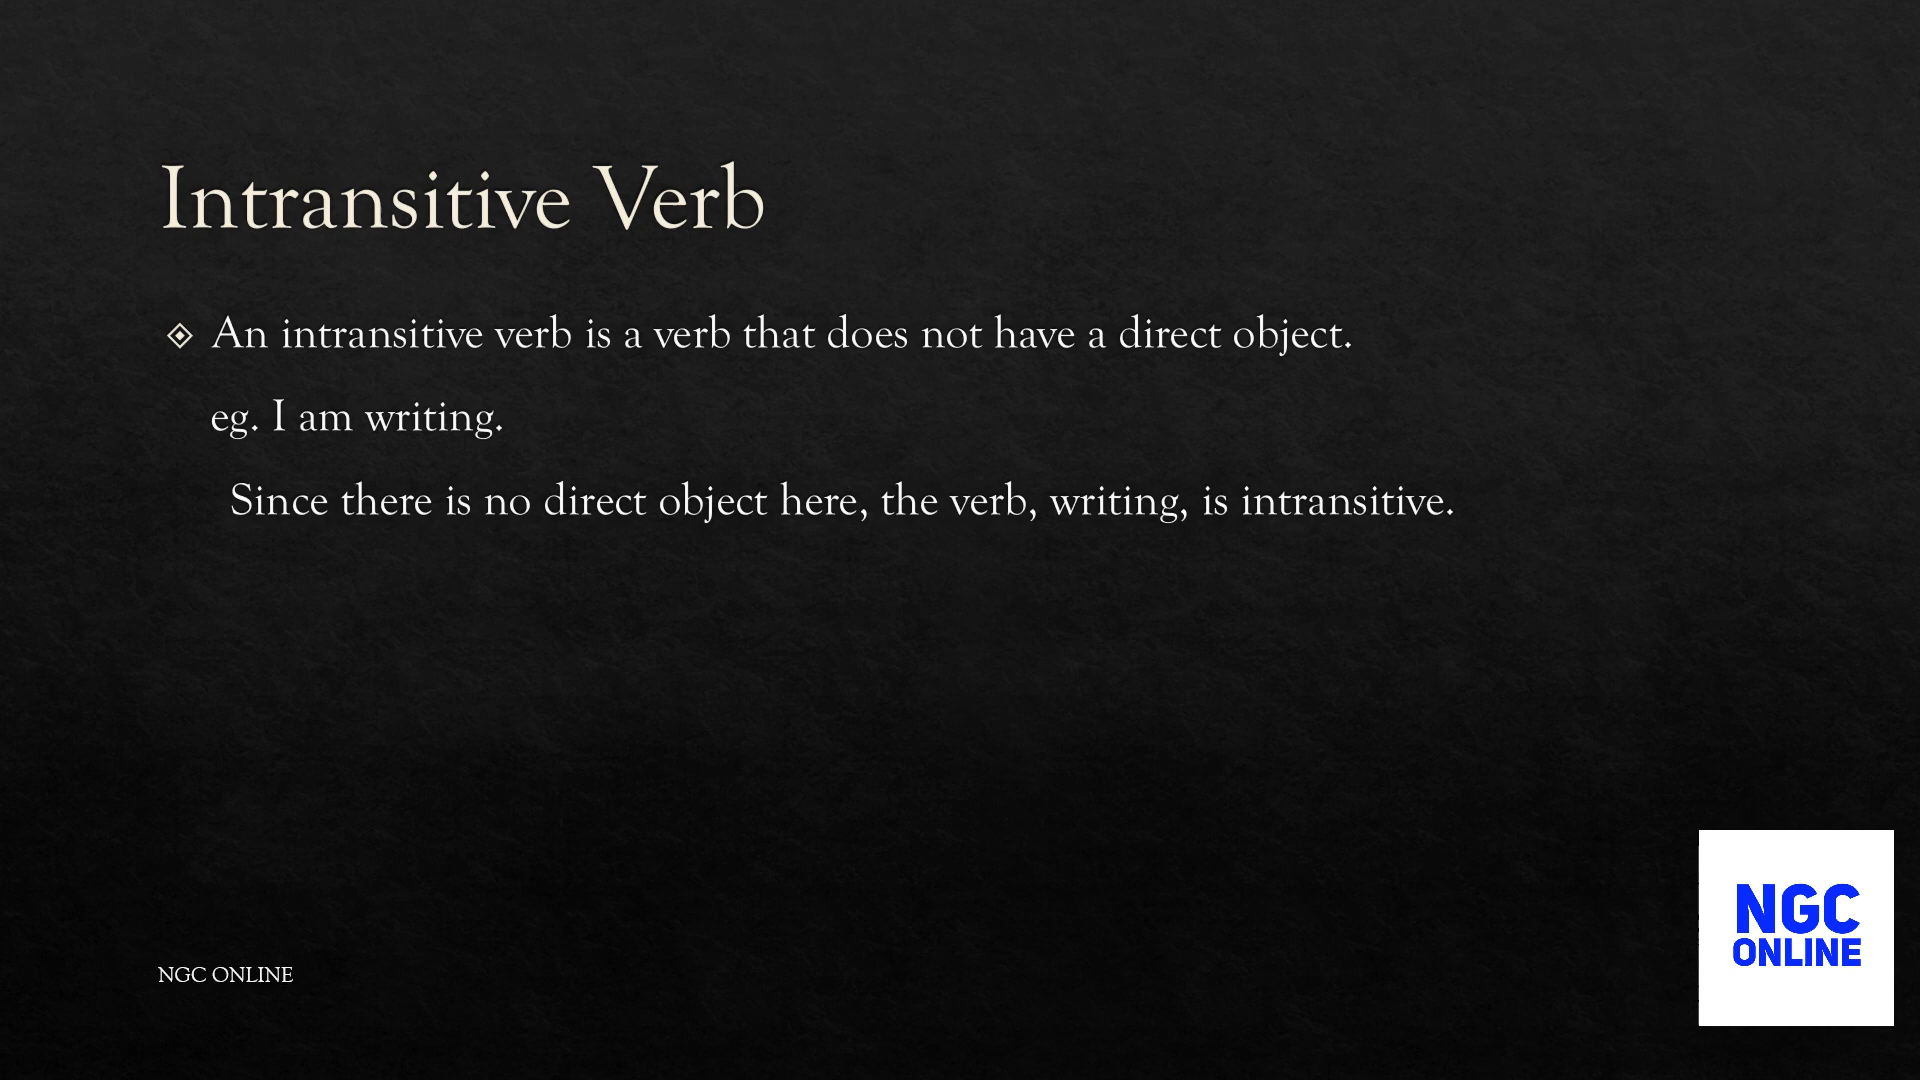 Intransitive Verb
An intransitive verb is a verb that does not have a direct object.
eg. I am writing.
Since there is no direct object here, the verb, writing, is intransitive.
NGC ONLINE
NGC
ONLINE